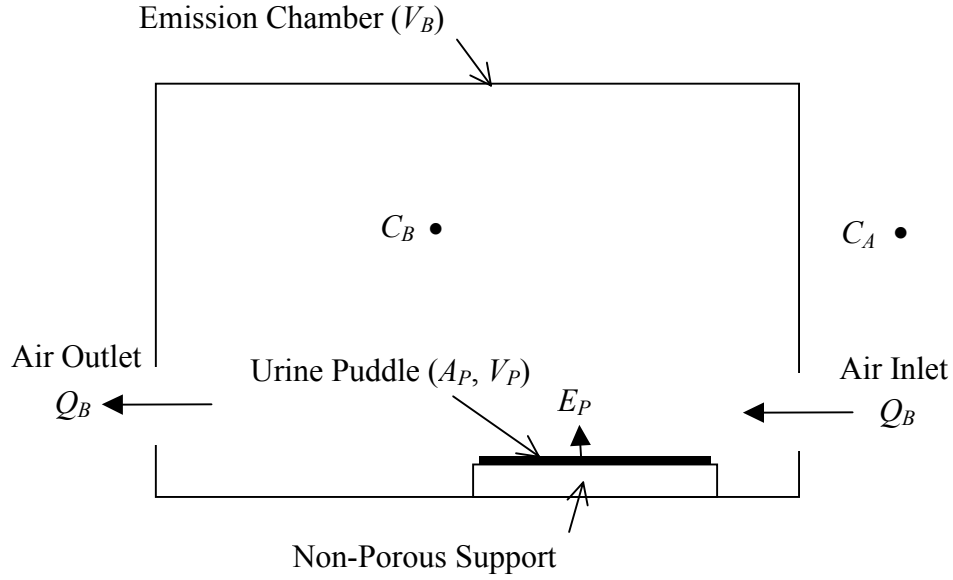 Emission Chamber (V_B)
C_B
C_A
Air Outlet
Q_B
Urine Puddle (A_P, V_P)
E_P
Air Inlet
Q_B
Non-Porous Support